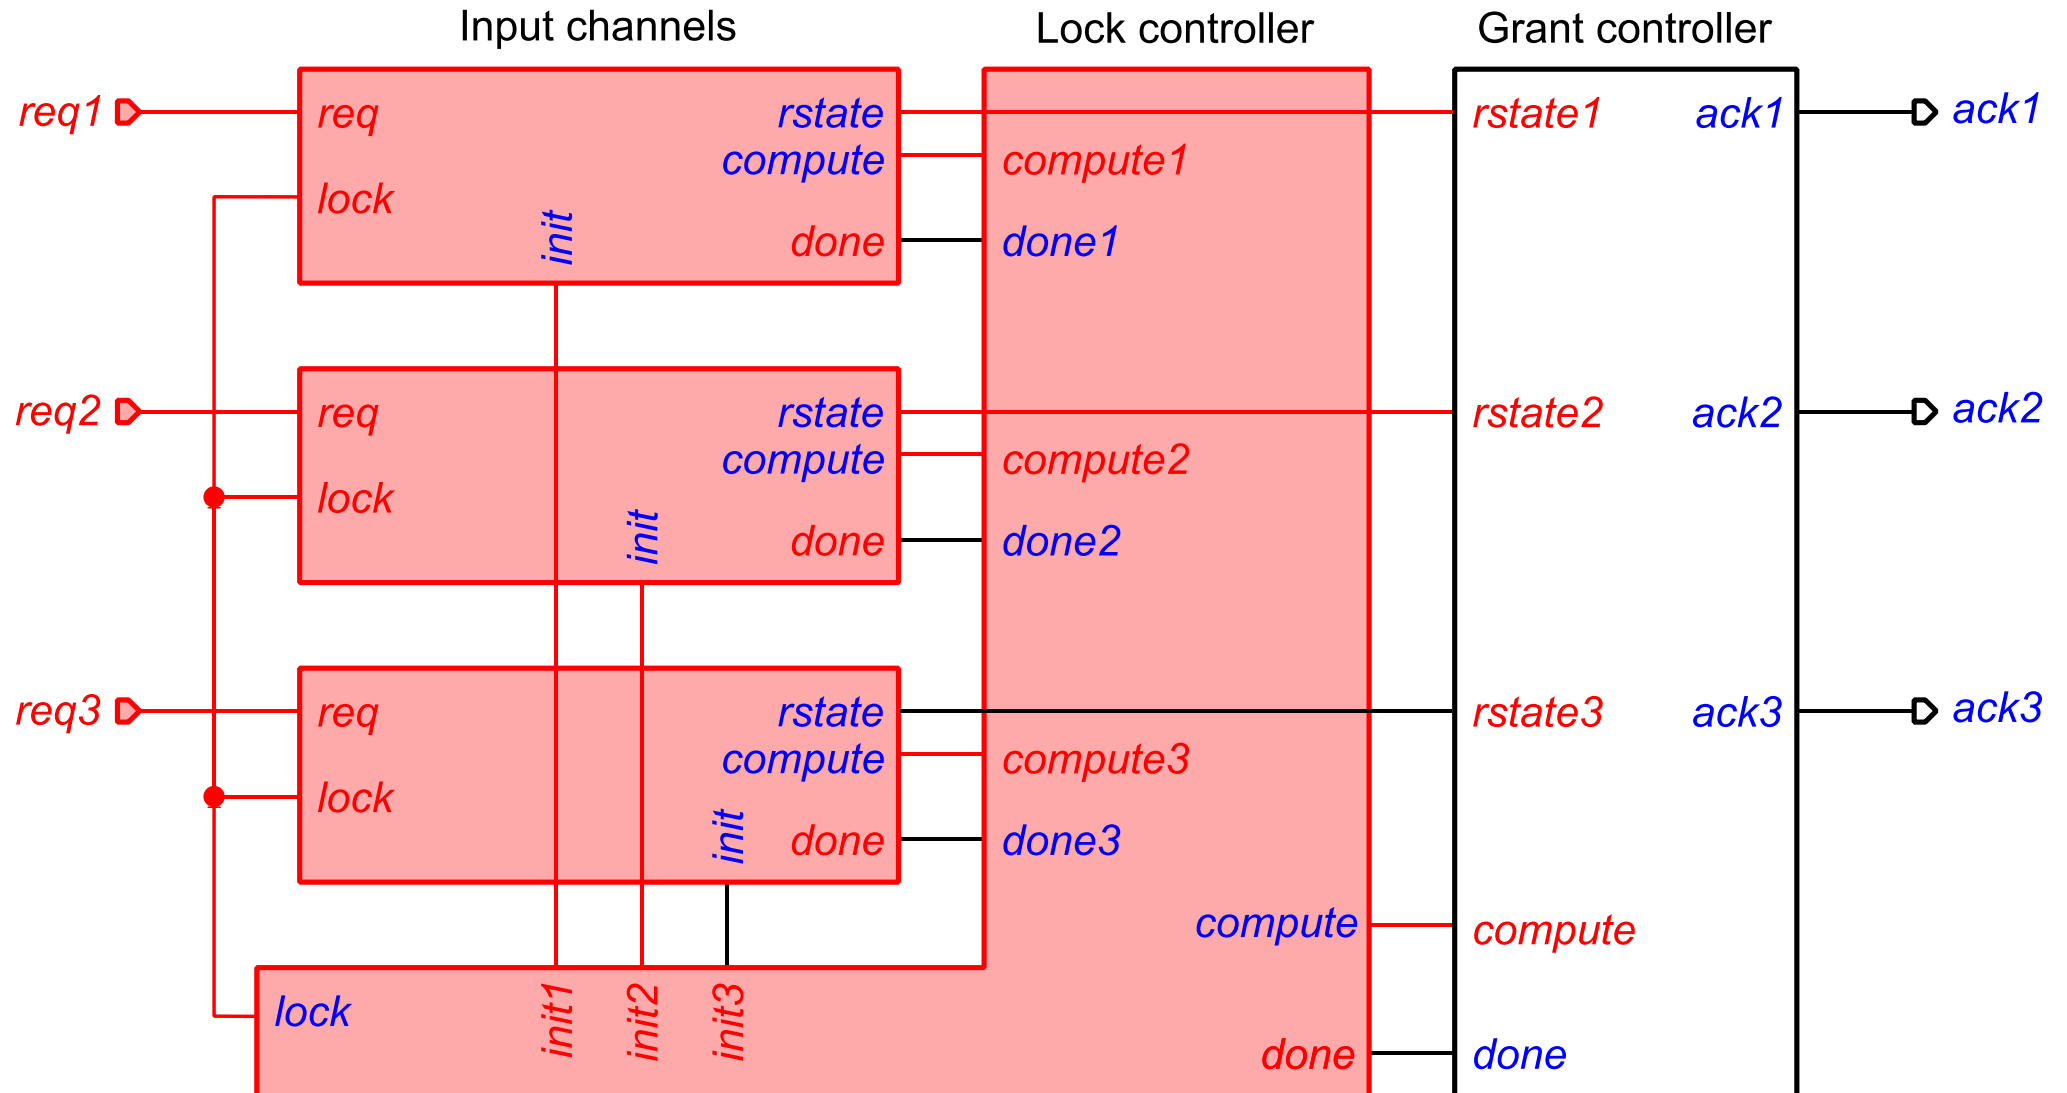 Input channels
Lock controller
Grant controller
req1
req
rstate
rstate1
ack1
ack1
compute
compute1
lock
init
done
done1
req2
req
rstate
rstate2
ack2
ack2
compute
compute2
lock
init
done
done2
req3
req
rstate
rstate3
ack3
ack3
compute
compute3
lock
init
done
done3
compute
compute
lock
init1
init2
init3
done
done